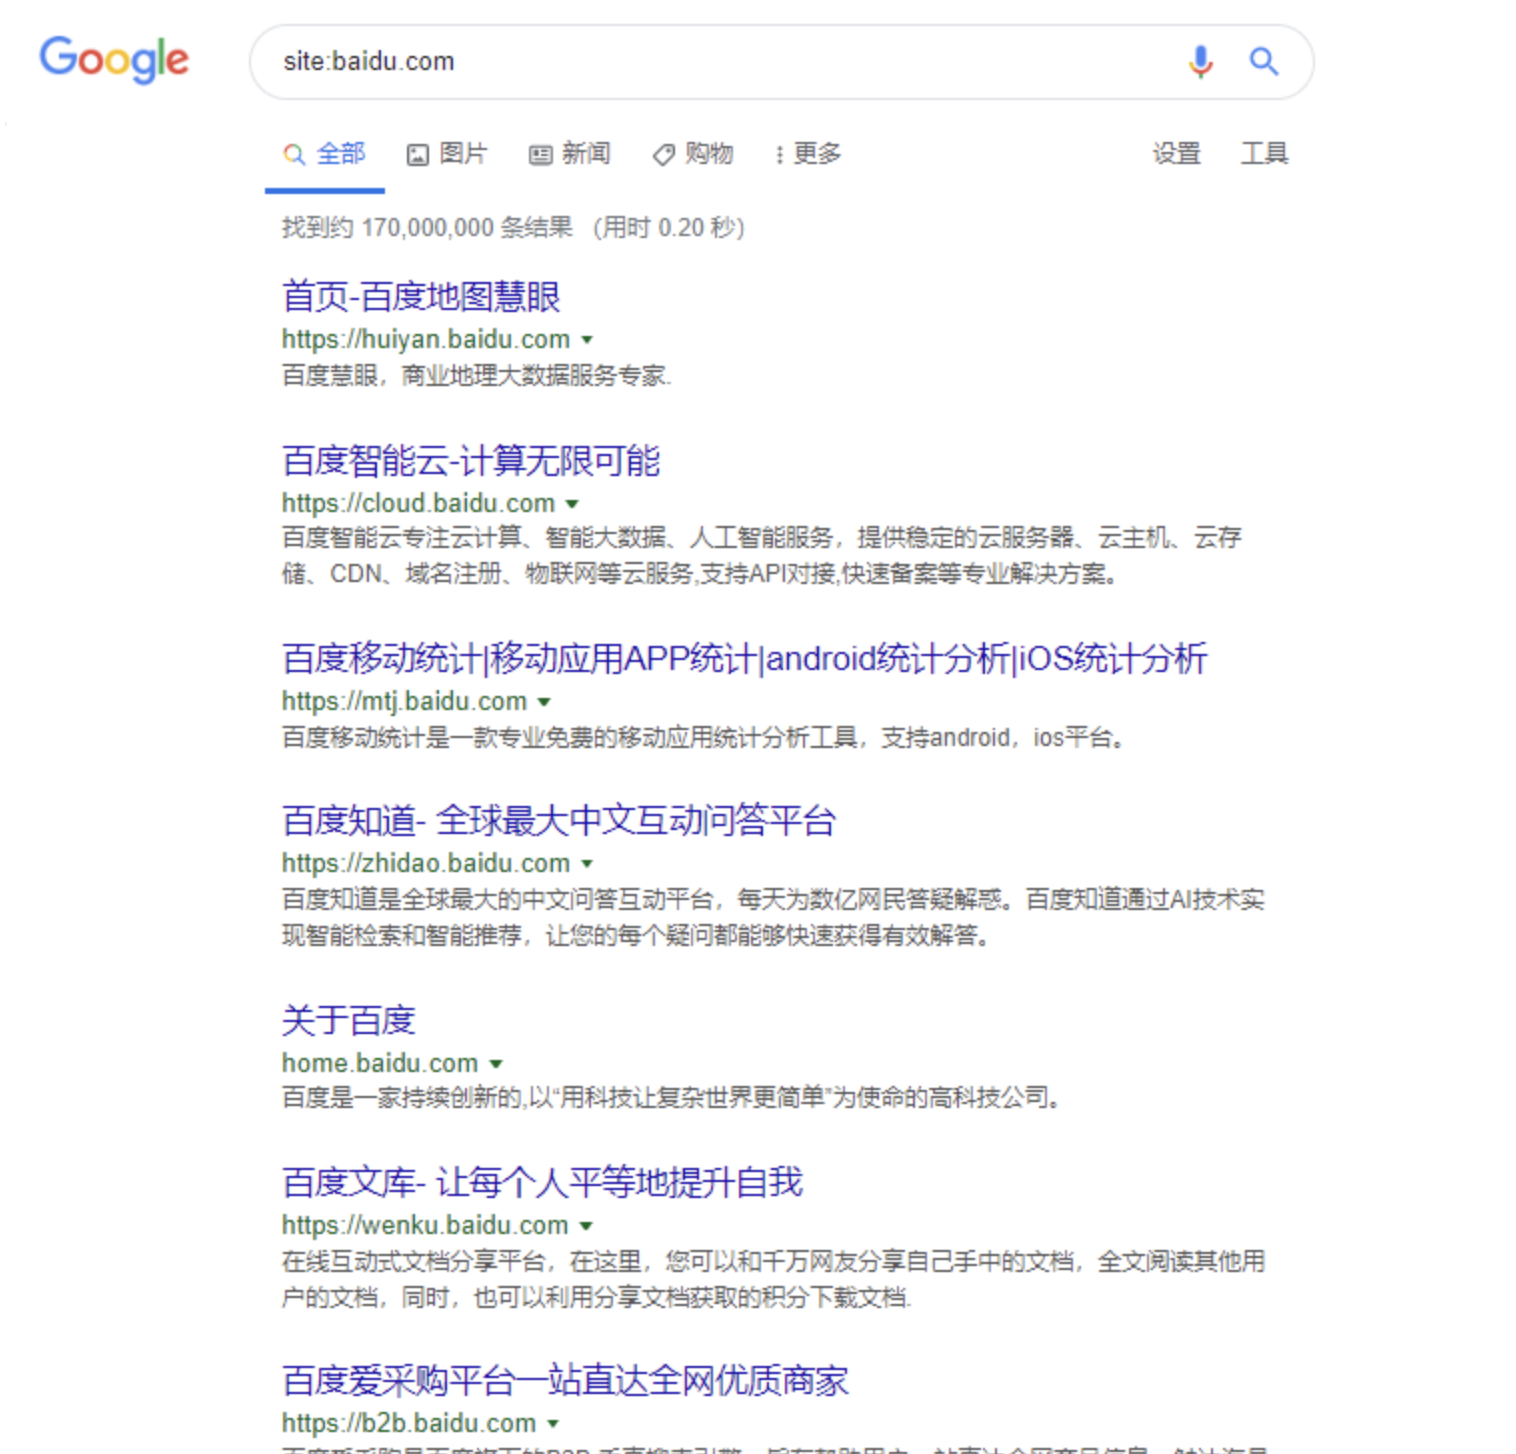 Google
site:baidu.com
全部 图片 新闻 购物 更多 设置 工具
找到约 170,000,000 条结果 （用时 0.20 秒）
首页-百度地图慧眼
https://huiyan.baidu.com
百度慧眼，商业地理大数据服务专家.
百度智能云-计算无限可能
https://cloud.baidu.com
百度智能云专注云计算、智能大数据、人工智能服务，提供稳定的云服务器、云主机、云存
储、CDN、域名注册、物联网等云服务,支持API对接,快速备案等专业解决方案。
百度移动统计|移动应用APP统计|android统计分析|iOS统计分析
https://mtj.baidu.com
百度移动统计是一款专业免费的移动应用统计分析工具，支持android，ios平台。
百度知道- 全球最大中文互动问答平台
https://zhidao.baidu.com
百度知道是全球最大的中文问答互动平台，每天为数亿网民答疑解惑。百度知道通过AI技术实
现智能检索和智能推荐，让您的每个疑问都能够快速获得有效解答。
关于百度
home.baidu.com
百度是一家持续创新的,以“用科技让复杂世界更简单”为使命的高科技公司。
百度文库- 让每个人平等地提升自我
https://wenku.baidu.com
在线互动式文档分享平台，在这里，您可以和千万网友分享自己手中的文档，全文阅读其他用
户的文档，同时，也可以利用分享文档获取的积分下载文档.
百度爱采购平台一站直达全网优质商家
https://b2b.baidu.com